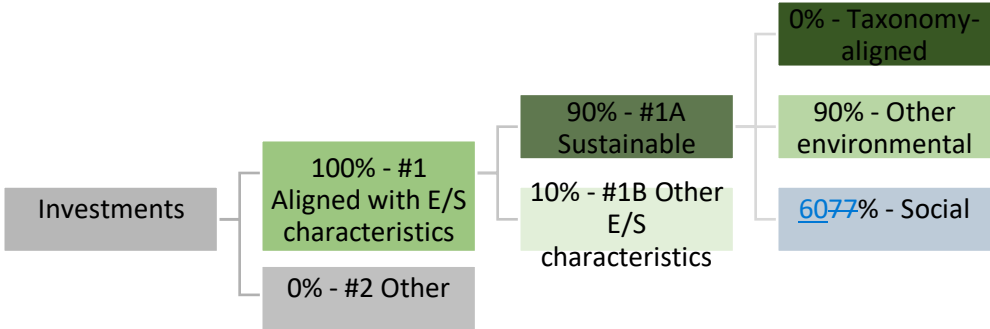 Investments
100% - #1
Aligned with E/S
characteristics
0% - #2 Other
90% - #1A
Sustainable
10% - #1B Other
E/S
characteristics
0% - Taxonomy-
aligned
90% - Other
environmental
6077% - Social